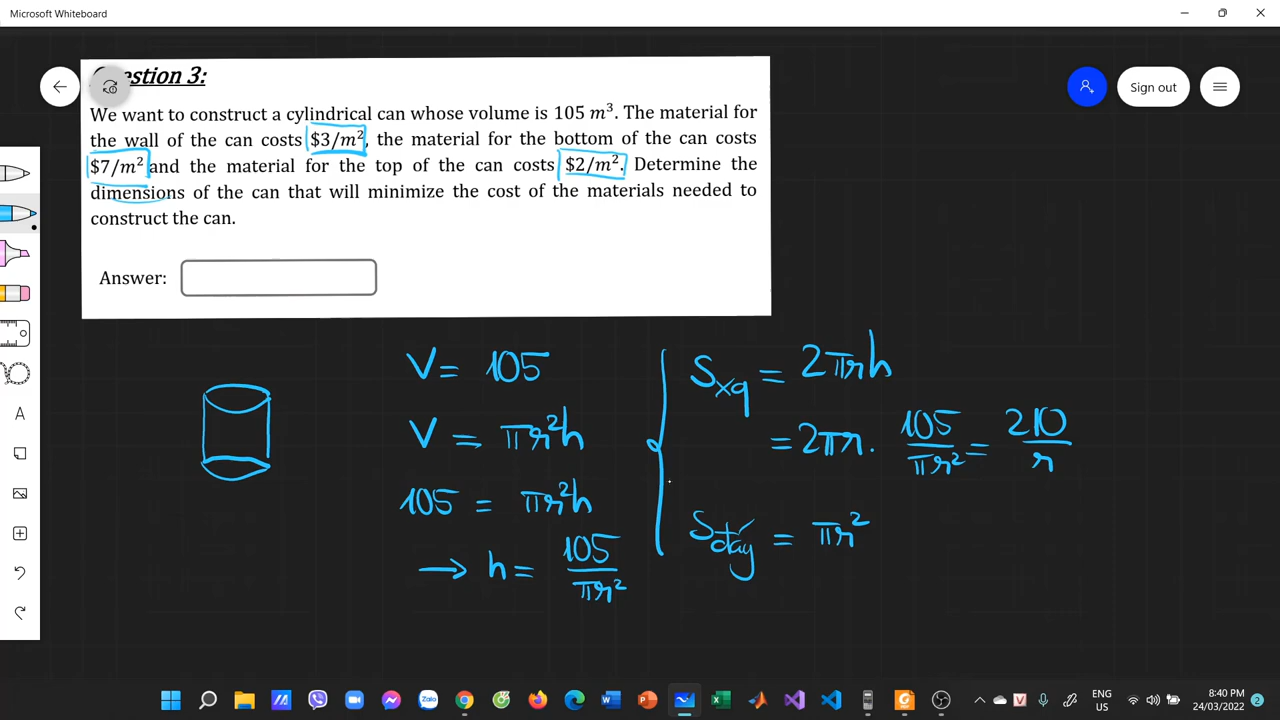 Microsoft Whiteboard
estion 3:
Sign out
We want to construct a cylindrical can whose volume is 105 m³. The material for
the wall of the can costs $3/m², the material for the bottom of the can costs
$7/m² and the material for the top of the can costs $2/m². Determine the
dimensions of the can that will minimize the cost of the materials needed to
construct the can.
Answer:
V = 105
V = πr²h
105 = πr²h
→ h = 105/πr²
Sxq = 2πrh
= 2πr . 105/πr² = 210/r
Sđáy = πr²
A
Zalo
ENG
US
8:40 PM
24/03/2022
2